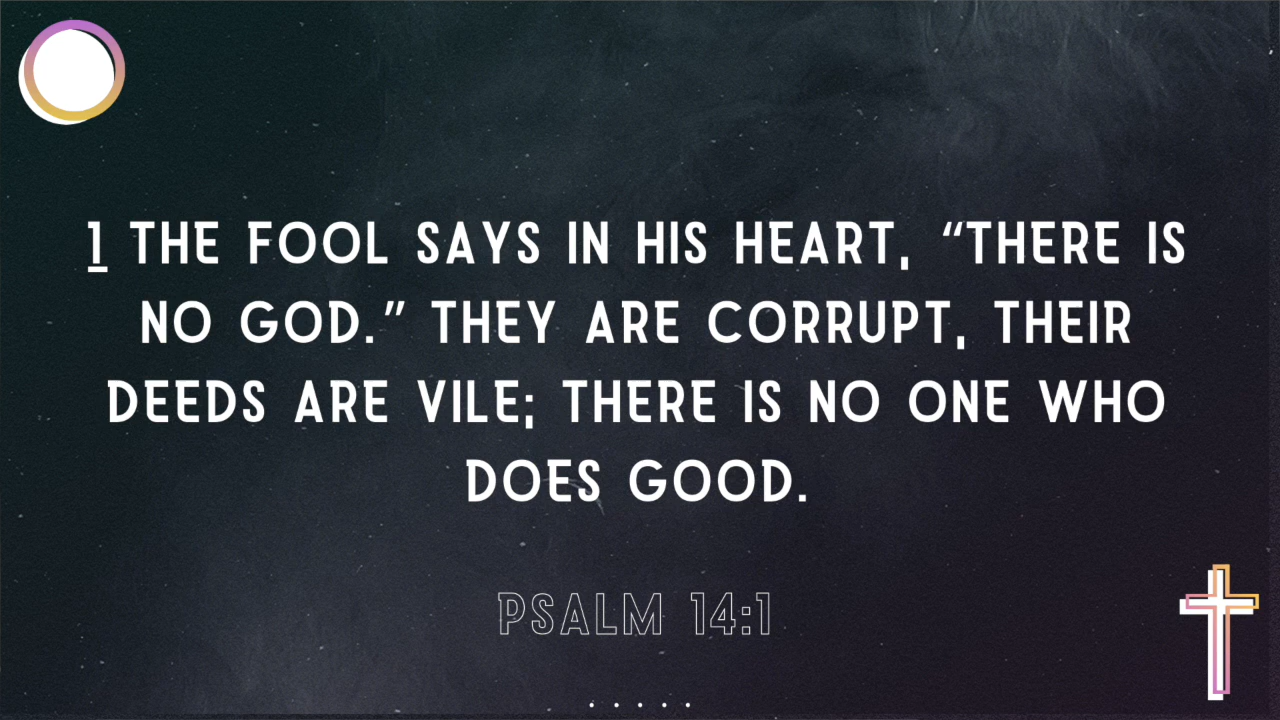 1 THE FOOL SAYS IN HIS HEART, “THERE IS
NO GOD.” THEY ARE CORRUPT, THEIR
DEEDS ARE VILE; THERE IS NO ONE WHO
DOES GOOD.
PSALM 14:1